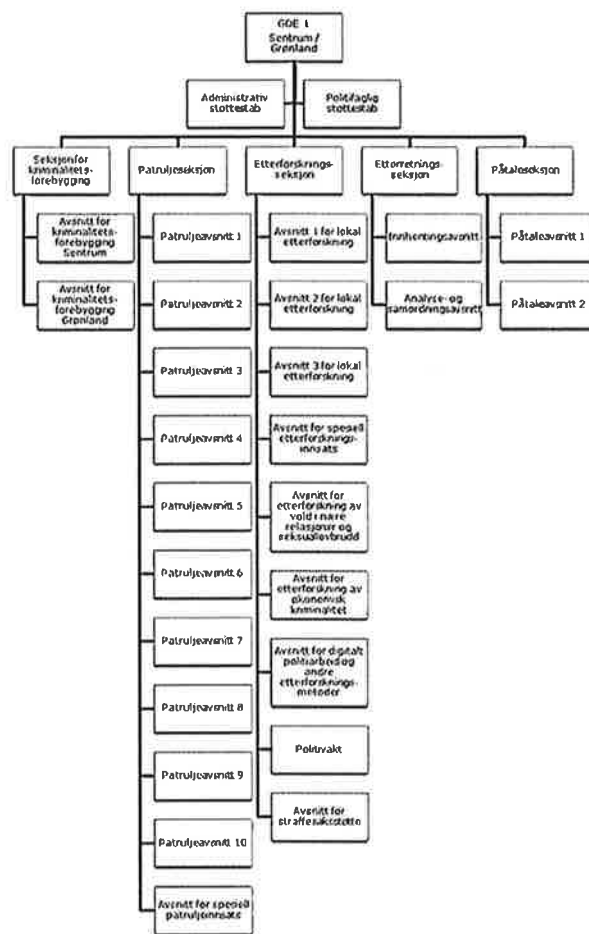 GDE 1
Sentrum/
Grønland
Administrativ
støttestab
Politifaglig
støttestab
Seksjon for
kriminalitets-
forebygging
Patruljeseksjon
Etterforsknings-
seksjon
Etterretnings-
seksjon
Påtaleseksjon
Avsnitt for
kriminalitets-
forebygging
Sentrum
Avsnitt for
kriminalitets-
forebygging
Grønland
Patruljeavsnitt 1
Patruljeavsnitt 2
Patruljeavsnitt 3
Patruljeavsnitt 4
Patruljeavsnitt 5
Patruljeavsnitt 6
Patruljeavsnitt 7
Patruljeavsnitt 8
Patruljeavsnitt 9
Patruljeavsnitt 10
Avsnitt for spesiell
patruljeinnsats
Avsnitt 1 for lokal
etterforskning
Avsnitt 2 for lokal
etterforskning
Avsnitt 3 for lokal
etterforskning
Avsnitt for spesiell
etterforsknings-
innsats
Avsnitt for
etterforskning av
vold i nære
relasjoner og
seksuallovbrudd
Avsnitt for
etterforskning av
økonomisk
kriminalitet
Avsnitt for digitalt
politiarbeid og
andre
etterforsknings-
metoder
Politivakt
Avsnitt for
straffesaksstøtte
Innhentingsavsnitt
Analyse- og
samordningsavsnitt
Påtaleavsnitt 1
Påtaleavsnitt 2